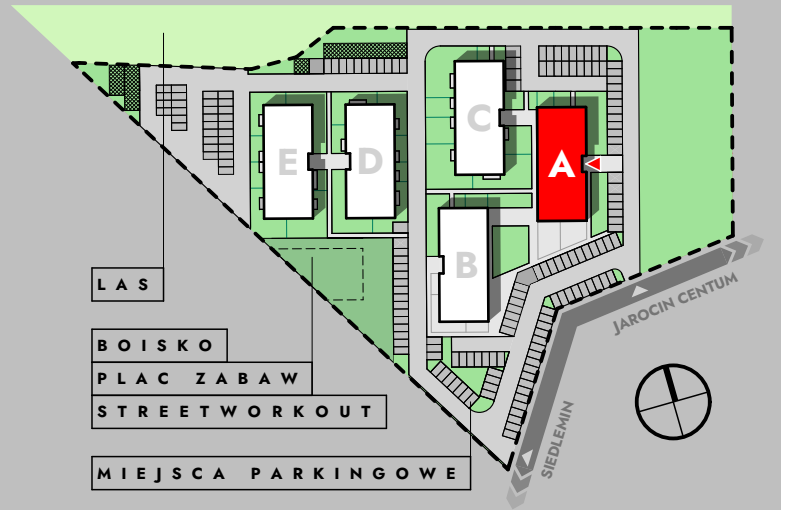 C
E
D
A
B
LAS
JAROCIN CENTUM
BOISKO
PLAC ZABAW
STREETWORKOUT
SIEDLEMIN
MIEJSCA PARKINGOWE